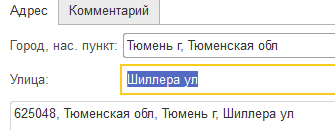 Адрес Комментарий
Город, нас. пункт: Тюмень г, Тюменская обл
Улица: Шиллера ул
625048, Тюменская обл, Тюмень г, Шиллера ул